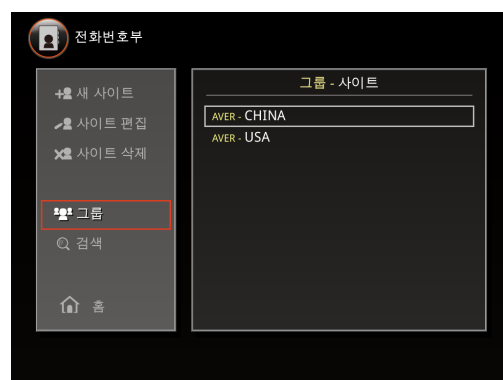 전화번호부
새 사이트
사이트 편집
사이트 삭제
그룹
검색
홈
그룹 - 사이트
AVER - CHINA
AVER - USA